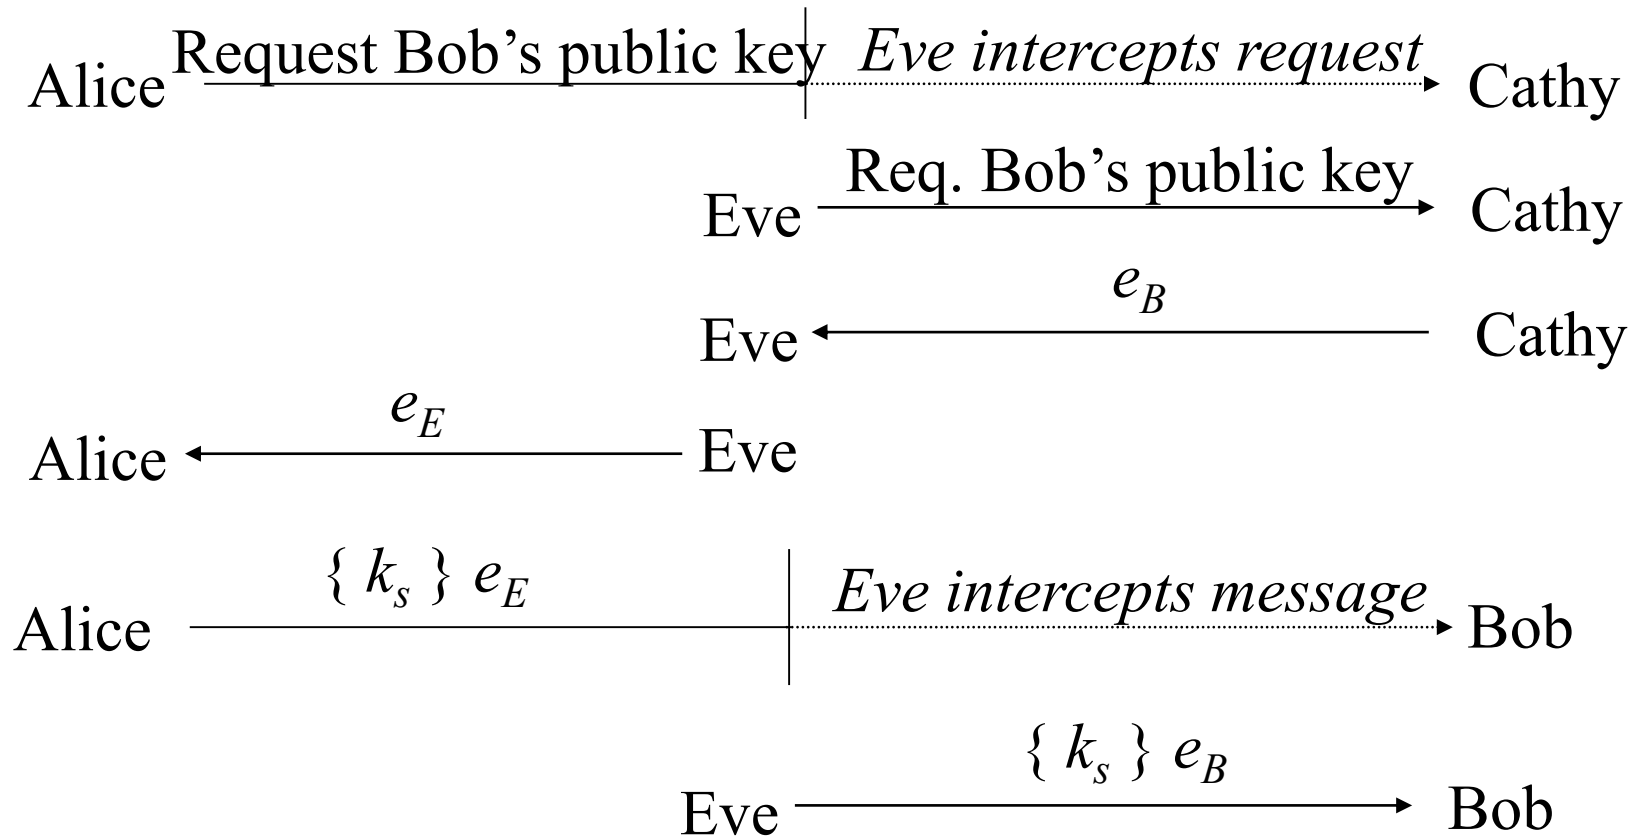 Alice Request Bob’s public key Eve intercepts request Cathy
Req. Bob’s public key
Eve Cathy
e_B
Eve Cathy
e_E
Alice Eve
{ k_s } e_E Eve intercepts message
Alice Bob
{ k_s } e_B
Eve Bob